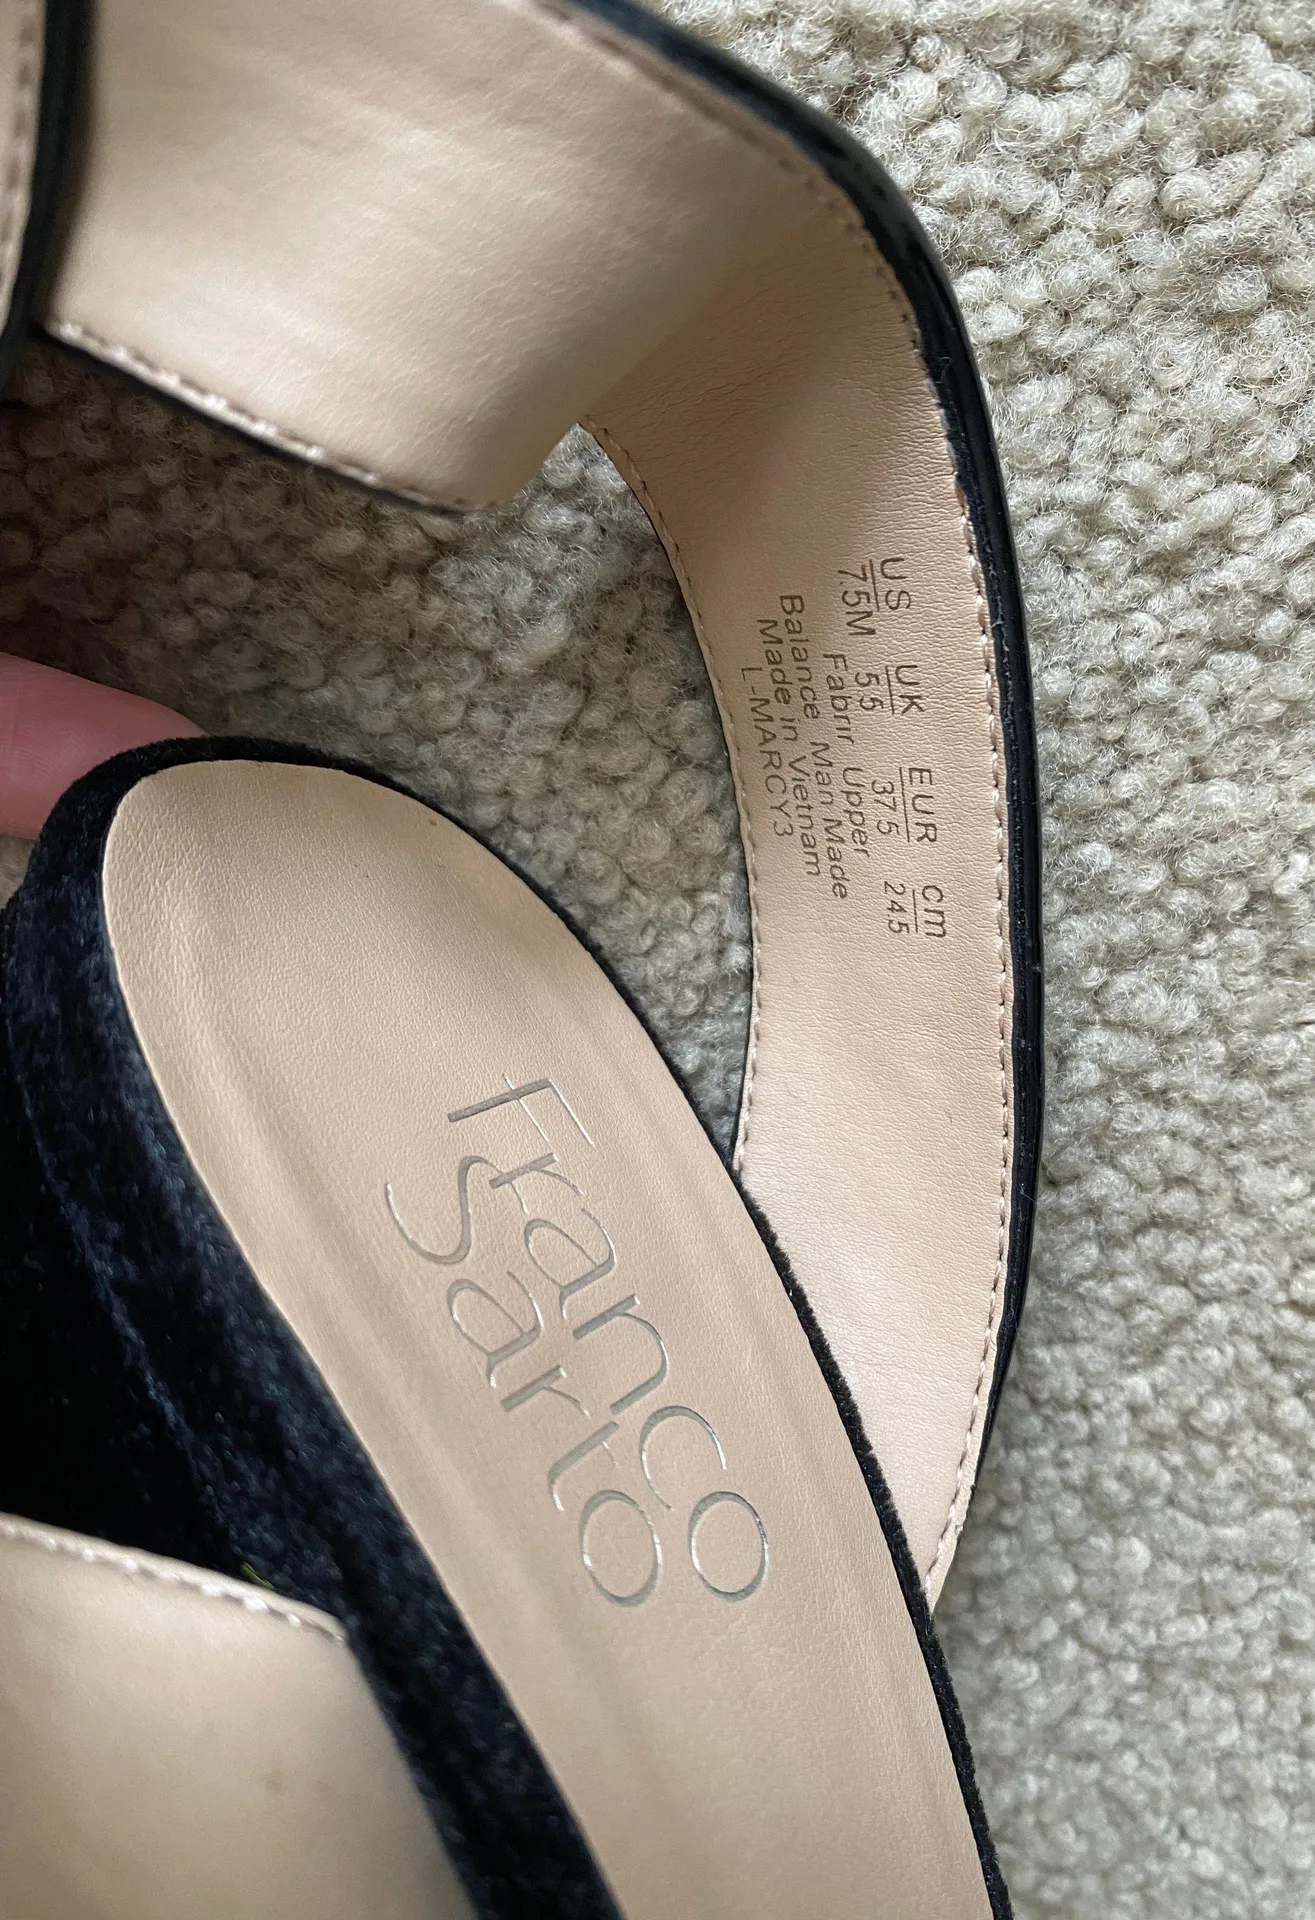 US UK EUR cm
7.5M 5.5 37.5 24.5
Fabric Upper
Balance Man Made
Made in Vietnam
L-MARCY3
Franco
Sarto